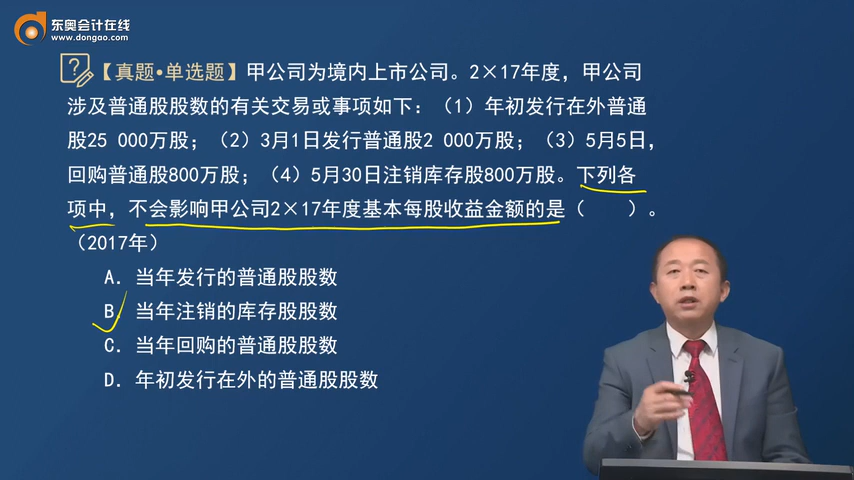 东奥会计在线
www.dongao.com
【真题•单选题】甲公司为境内上市公司。2×17年度，甲公司
涉及普通股股数的有关交易或事项如下：（1）年初发行在外普通
股25 000万股；（2）3月1日发行普通股2 000万股；（3）5月5日，
回购普通股800万股；（4）5月30日注销库存股800万股。下列各
项中，不会影响甲公司2×17年度基本每股收益金额的是（　　）。
（2017年）
A. 当年发行的普通股股数
B. 当年注销的库存股股数
C. 当年回购的普通股股数
D. 年初发行在外的普通股股数